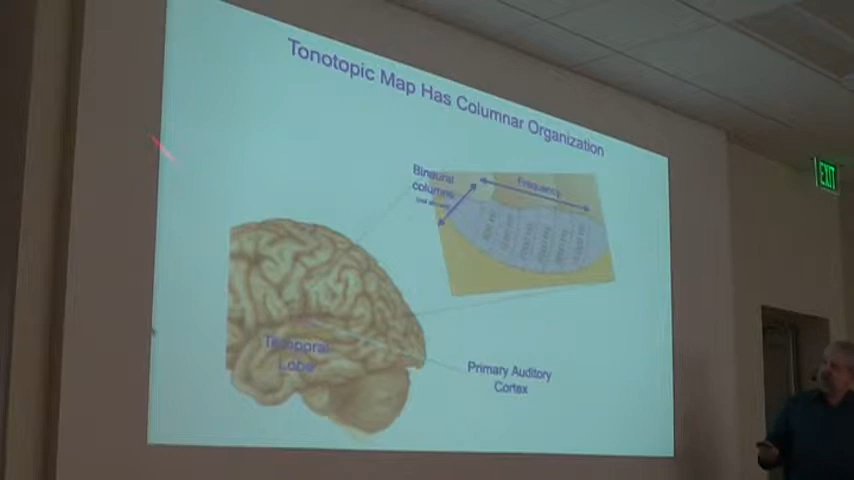 Tonotopic Map Has Columnar Organization
Binaural
columns
Frequency
Temporal
Lobe
Primary Auditory
Cortex
EXIT